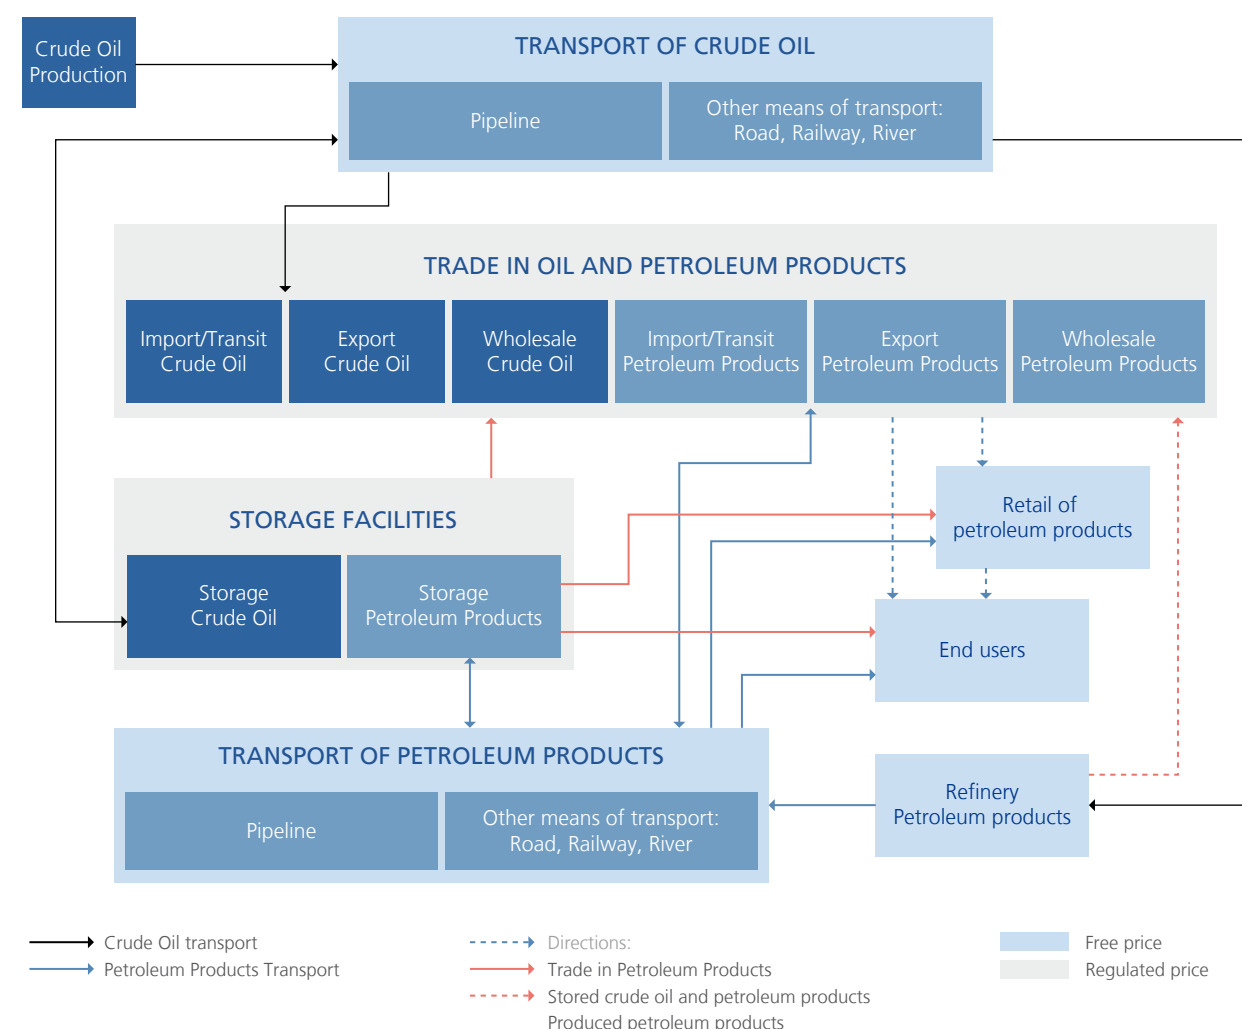 Crude Oil
Production
TRANSPORT OF CRUDE OIL
Pipeline
Other means of transport:
Road, Railway, River
TRADE IN OIL AND PETROLEUM PRODUCTS
Import/Transit
Crude Oil
Export
Crude Oil
Wholesale
Crude Oil
Import/Transit
Petroleum Products
Export
Petroleum Products
Wholesale
Petroleum Products
STORAGE FACILITIES
Storage
Crude Oil
Storage
Petroleum Products
Retail of
petroleum products
End users
TRANSPORT OF PETROLEUM PRODUCTS
Pipeline
Other means of transport:
Road, Railway, River
Refinery
Petroleum products
Crude Oil transport
Petroleum Products Transport
Directions:
Trade in Petroleum Products
Stored crude oil and petroleum products
Produced petroleum products
Free price
Regulated price